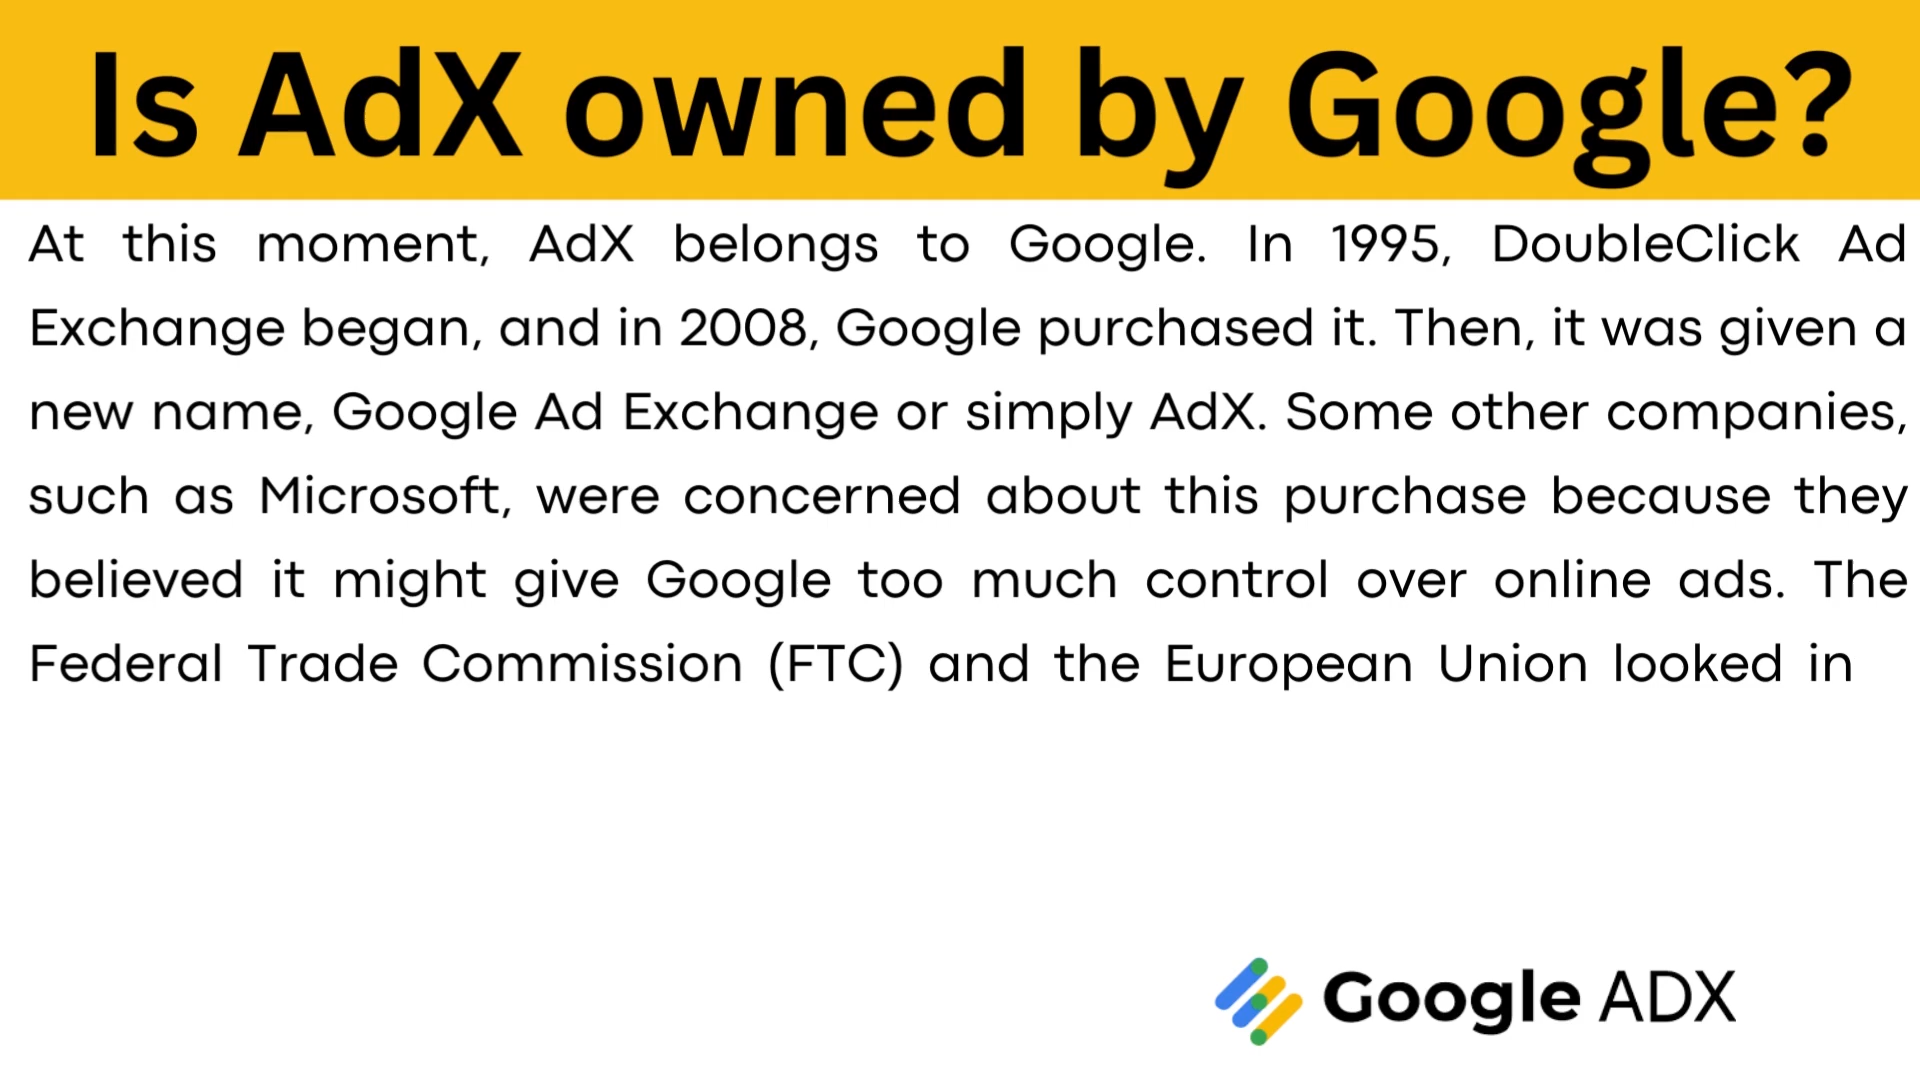 Is AdX owned by Google?
At this moment, AdX belongs to Google. In 1995, DoubleClick Ad
Exchange began, and in 2008, Google purchased it. Then, it was given a
new name, Google Ad Exchange or simply AdX. Some other companies,
such as Microsoft, were concerned about this purchase because they
believed it might give Google too much control over online ads. The
Federal Trade Commission (FTC) and the European Union looked in
Google ADX